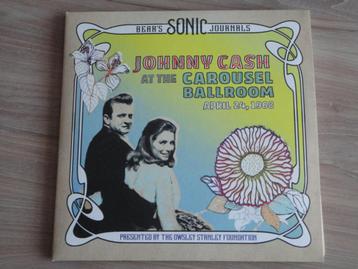 BEAR'S SONIC JOURNALS
JOHNNY CASH
AT THE CAROUSEL
BALLROOM
APRIL 24, 1968
PRESENTED BY THE OWSLEY STANLEY FOUNDATION